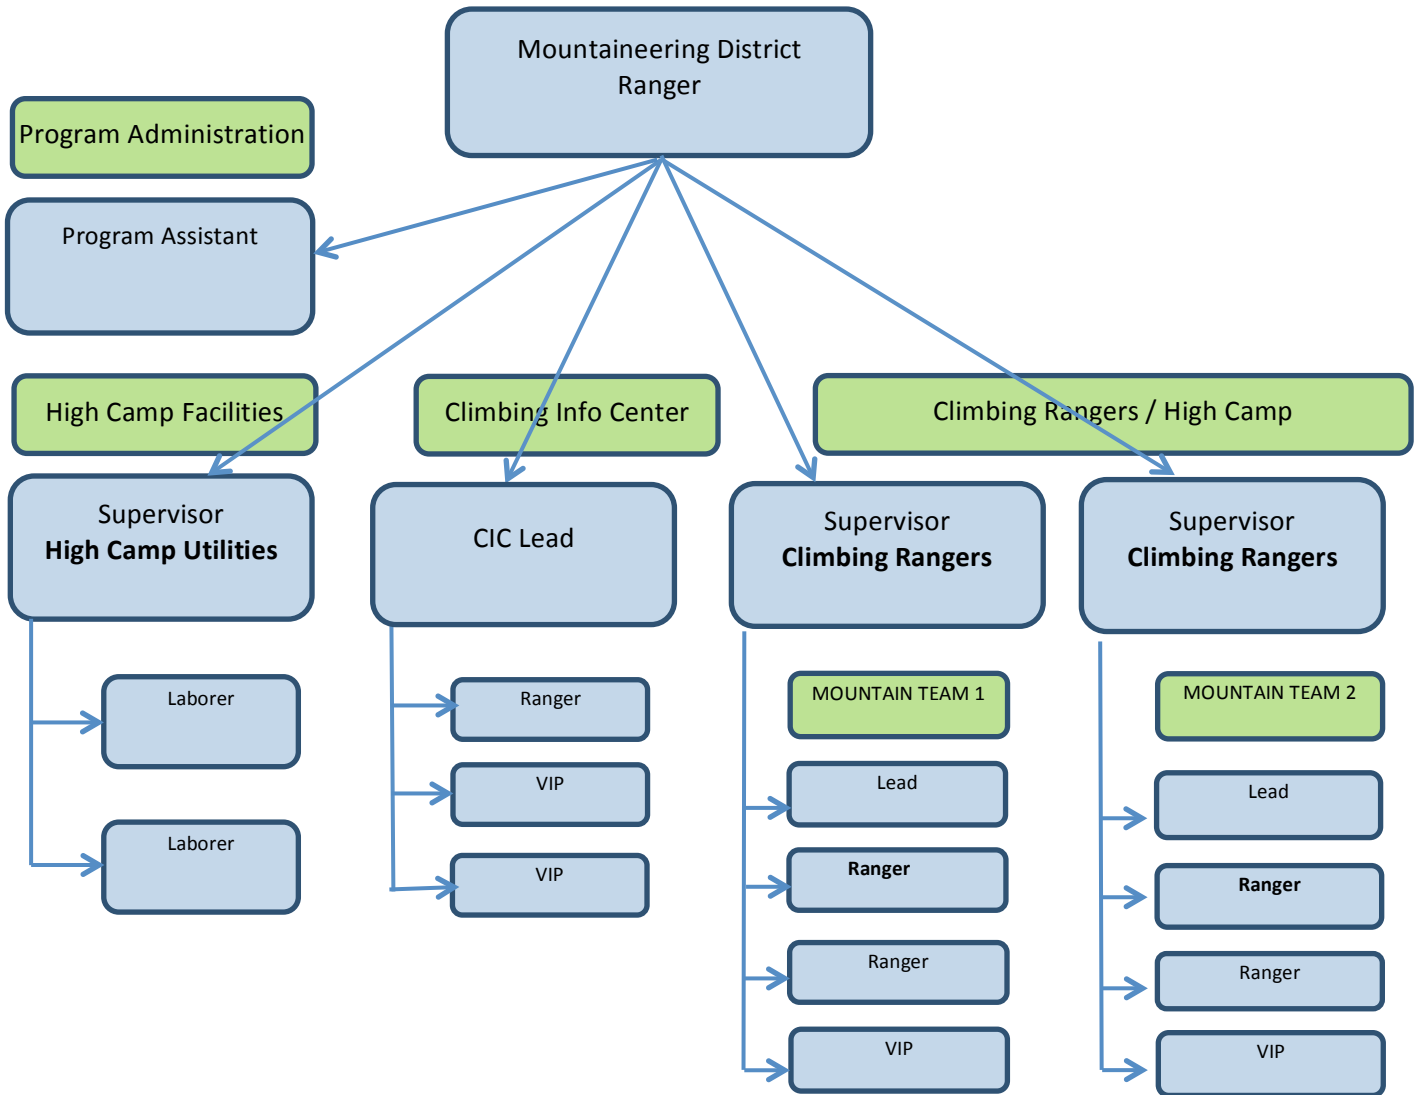 Mountaineering District
Ranger
Program Administration
Program Assistant
High Camp Facilities
Climbing Info Center
Climbing Rangers / High Camp
Supervisor
High Camp Utilities
CIC Lead
Supervisor
Climbing Rangers
Supervisor
Climbing Rangers
Laborer
Laborer
Ranger
VIP
VIP
MOUNTAIN TEAM 1
Lead
Ranger
Ranger
VIP
MOUNTAIN TEAM 2
Lead
Ranger
Ranger
VIP